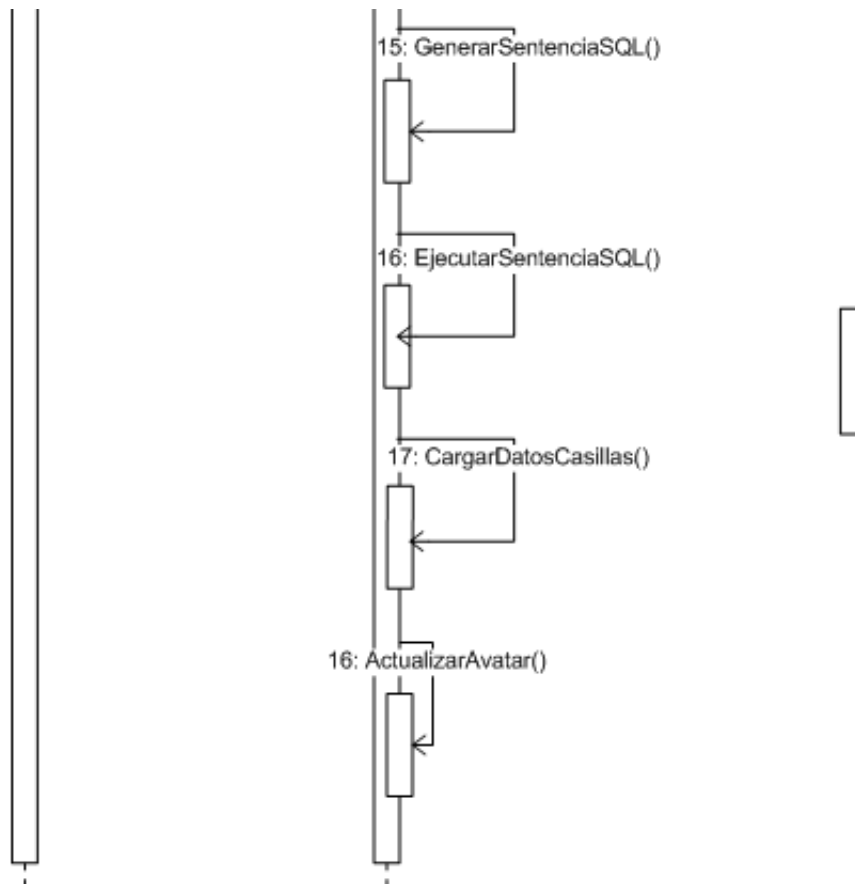 15: GenerarSentenciaSQL()
16: EjecutarSentenciaSQL()
17: CargarDatosCasillas()
16: ActualizarAvatar()